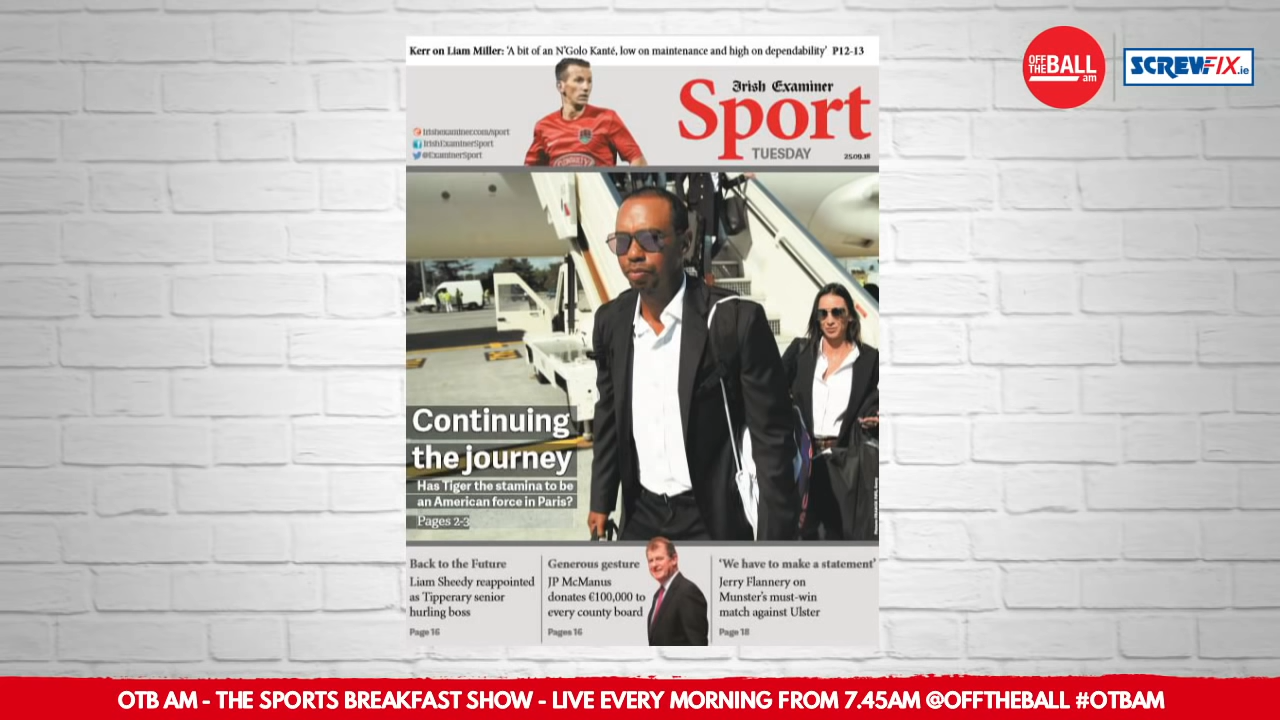 Kerr on Liam Miller: ‘A bit of an N’Golo Kanté, low on maintenance and high on dependability’ P12-13
OFF
THE BALL
am
SCREWFIX.ie
Irish Examiner
Sport
TUESDAY
25.09.18
Irishexaminer.com/sport
IrishExaminerSport
@ExaminerSport
Continuing
the journey
Has Tiger the stamina to be
an American force in Paris?
Pages 2-3
Back to the Future
Liam Sheedy reappointed
as Tipperary senior
hurling boss
Page 16
Generous gesture
JP McManus
donates €100,000 to
every county board
Pages 16
‘We have to make a statement’
Jerry Flannery on
Munster’s must-win
match against Ulster
Page 18
OTB AM - THE SPORTS BREAKFAST SHOW - LIVE EVERY MORNING FROM 7.45AM @OFFTHEBALL #OTBAM